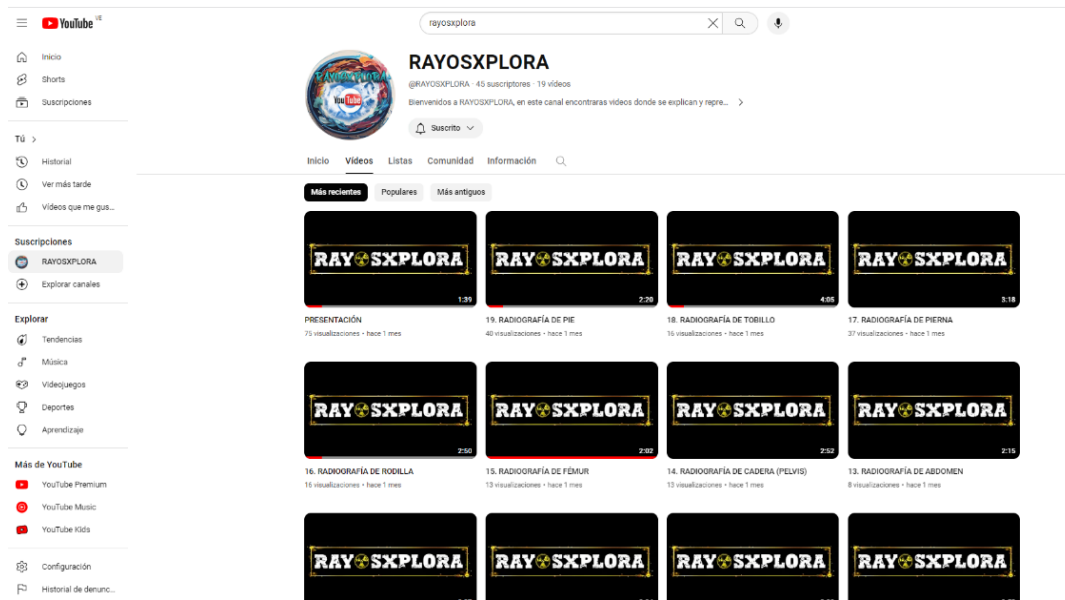 YouTube VE
rayosxplora
Inicio
Shorts
Suscripciones
Tú
Historial
Ver más tarde
Vídeos que me gus...
Suscripciones
RAYOSXPLORA
Explorar canales
Explorar
Tendencias
Música
Videojuegos
Deportes
Aprendizaje
Más de YouTube
YouTube Premium
YouTube Music
YouTube Kids
Configuración
Historial de denunc...
RAYOSXPLORA
YouTube
RAYOSXPLORA
@RAYOSXPLORA · 45 suscriptores · 19 vídeos
Bienvenidos a RAYOSXPLORA, en este canal encontraras videos donde se explican y repre...
Suscrito
Inicio Vídeos Listas Comunidad Información
Más recientes Populares Más antiguos
RAYOSXPLORA RAYOSXPLORA RAYOSXPLORA RAYOSXPLORA
1:39 2:20 4:05 3:18
PRESENTACIÓN 19. RADIOGRAFÍA DE PIE 18. RADIOGRAFÍA DE TOBILLO 17. RADIOGRAFÍA DE PIERNA
75 visualizaciones • hace 1 mes 40 visualizaciones • hace 1 mes 16 visualizaciones • hace 1 mes 37 visualizaciones • hace 1 mes
RAYOSXPLORA RAYOSXPLORA RAYOSXPLORA RAYOSXPLORA
2:50 2:02 2:52 2:15
16. RADIOGRAFÍA DE RODILLA 15. RADIOGRAFÍA DE FÉMUR 14. RADIOGRAFÍA DE CADERA (PELVIS) 13. RADIOGRAFÍA DE ABDOMEN
16 visualizaciones • hace 1 mes 13 visualizaciones • hace 1 mes 13 visualizaciones • hace 1 mes 8 visualizaciones • hace 1 mes
RAYOSXPLORA RAYOSXPLORA RAYOSXPLORA RAYOSXPLORA